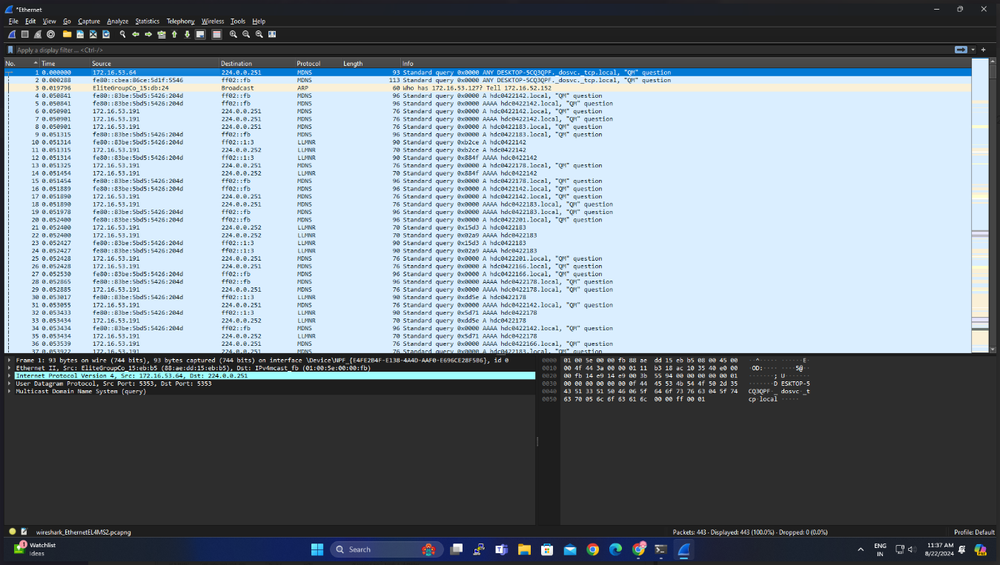 *Ethernet
File Edit View Go Capture Analyze Statistics Telephony Wireless Tools Help
Apply a display filter ... <Ctrl-/>
No. Time Source Destination Protocol Length Info
1 0.000000 172.16.53.64 224.0.0.251 MDNS 93 Standard query 0x0000 ANY DESKTOP-5CQ3QPF._dosvc._tcp.local, "QM" question
2 0.000288 fe80::cbea:86ce:5d1f:5546 ff02::fb MDNS 113 Standard query 0x0000 ANY DESKTOP-5CQ3QPF._dosvc._tcp.local, "QM" question
3 0.019796 EliteGroupCo_15:db:24 Broadcast ARP 60 Who has 172.16.53.127? Tell 172.16.52.152
4 0.050841 fe80::83be:5bd5:5426:204d ff02::fb MDNS 96 Standard query 0x0000 A hdc0422142.local, "QM" question
5 0.050841 fe80::83be:5bd5:5426:204d ff02::fb MDNS 96 Standard query 0x0000 AAAA hdc0422142.local, "QM" question
6 0.050901 172.16.53.191 224.0.0.251 MDNS 76 Standard query 0x0000 A hdc0422142.local, "QM" question
7 0.050901 172.16.53.191 224.0.0.251 MDNS 76 Standard query 0x0000 AAAA hdc0422142.local, "QM" question
8 0.050901 172.16.53.191 224.0.0.251 MDNS 76 Standard query 0x0000 A hdc0422183.local, "QM" question
9 0.051315 fe80::83be:5bd5:5426:204d ff02::fb MDNS 96 Standard query 0x0000 A hdc0422183.local, "QM" question
10 0.051314 fe80::83be:5bd5:5426:204d ff02::1:3 LLMNR 90 Standard query 0xb2ce A hdc0422142
11 0.051315 172.16.53.191 224.0.0.252 LLMNR 70 Standard query 0xb2ce A hdc0422142
12 0.051314 fe80::83be:5bd5:5426:204d ff02::1:3 LLMNR 90 Standard query 0x884f AAAA hdc0422142
13 0.051325 172.16.53.191 224.0.0.251 MDNS 76 Standard query 0x0000 A hdc0422178.local, "QM" question
14 0.051454 172.16.53.191 224.0.0.252 LLMNR 70 Standard query 0x884f AAAA hdc0422142
15 0.051454 fe80::83be:5bd5:5426:204d ff02::fb MDNS 96 Standard query 0x0000 A hdc0422178.local, "QM" question
16 0.051889 fe80::83be:5bd5:5426:204d ff02::fb MDNS 96 Standard query 0x0000 A hdc0422142.local, "QM" question
17 0.051890 172.16.53.191 224.0.0.251 MDNS 76 Standard query 0x0000 A hdc0422142.local, "QM" question
18 0.051890 172.16.53.191 224.0.0.251 MDNS 76 Standard query 0x0000 AAAA hdc0422183.local, "QM" question
19 0.051978 fe80::83be:5bd5:5426:204d ff02::fb MDNS 96 Standard query 0x0000 AAAA hdc0422183.local, "QM" question
20 0.052400 fe80::83be:5bd5:5426:204d ff02::fb MDNS 96 Standard query 0x0000 A hdc0422201.local, "QM" question
21 0.052400 172.16.53.191 224.0.0.252 LLMNR 70 Standard query 0x15d3 A hdc0422183
22 0.052400 172.16.53.191 224.0.0.252 LLMNR 70 Standard query 0x02a9 AAAA hdc0422183
23 0.052427 fe80::83be:5bd5:5426:204d ff02::1:3 LLMNR 90 Standard query 0x15d3 A hdc0422183
24 0.052427 fe80::83be:5bd5:5426:204d ff02::1:3 LLMNR 90 Standard query 0x02a9 AAAA hdc0422183
25 0.052428 172.16.53.191 224.0.0.251 MDNS 76 Standard query 0x0000 A hdc0422201.local, "QM" question
26 0.052428 172.16.53.191 224.0.0.251 MDNS 76 Standard query 0x0000 A hdc0422166.local, "QM" question
27 0.052530 fe80::83be:5bd5:5426:204d ff02::fb MDNS 96 Standard query 0x0000 A hdc0422166.local, "QM" question
28 0.052865 fe80::83be:5bd5:5426:204d ff02::fb MDNS 96 Standard query 0x0000 AAAA hdc0422178.local, "QM" question
29 0.052885 172.16.53.191 224.0.0.251 MDNS 76 Standard query 0x0000 AAAA hdc0422178.local, "QM" question
30 0.053017 fe80::83be:5bd5:5426:204d ff02::1:3 LLMNR 90 Standard query 0xdd5e A hdc0422178
31 0.053055 172.16.53.191 224.0.0.251 MDNS 76 Standard query 0x0000 AAAA hdc0422142.local, "QM" question
32 0.053433 fe80::83be:5bd5:5426:204d ff02::1:3 LLMNR 90 Standard query 0x5d71 AAAA hdc0422178
33 0.053434 172.16.53.191 224.0.0.252 LLMNR 70 Standard query 0xdd5e A hdc0422178
34 0.053434 fe80::83be:5bd5:5426:204d ff02::fb MDNS 96 Standard query 0x0000 AAAA hdc0422142.local, "QM" question
35 0.053434 172.16.53.191 224.0.0.252 LLMNR 70 Standard query 0x5d71 AAAA hdc0422178
36 0.053539 172.16.53.191 224.0.0.251 MDNS 76 Standard query 0x0000 AAAA hdc0422166.local, "QM" question
37 0.053922 172.16.53.191 224.0.0.251 MDNS 76 Standard query 0x0000 AAAA hdc0422183.local, "QM" question
Frame 1: 93 bytes on wire (744 bits), 93 bytes captured (744 bits) on interface \Device\NPF_{E4FE2B4F-E138-4A4D-AAF0-E696CE28F5B6}, id 0
Ethernet II, Src: EliteGroupCo_15:eb:b5 (88:ae:dd:15:eb:b5), Dst: IPv4mcast_fb (01:00:5e:00:00:fb)
Internet Protocol Version 4, Src: 172.16.53.64, Dst: 224.0.0.251
User Datagram Protocol, Src Port: 5353, Dst Port: 5353
Multicast Domain Name System (query)
0000 01 00 5e 00 00 fb 88 ae dd 15 eb b5 08 00 45 00 ··^····· ······E·
0010 00 4f 44 3a 00 00 01 11 b3 18 ac 10 35 40 e0 00 ·OD:···· ····5@··
0020 00 fb 14 e9 14 e9 00 3b 55 94 00 00 00 00 00 01 ·······; U·······
0030 00 00 00 00 00 00 0f 44 45 53 4b 54 4f 50 2d 35 ·······D ESKTOP-5
0040 43 51 33 51 50 46 06 5f 64 6f 73 76 63 04 5f 74 CQ3QPF·_ dosvc·_t
0050 63 70 05 6c 6f 63 61 6c 00 00 ff 00 01 cp·local ·····
wireshark_EthernetEL4MS2.pcapng
Packets: 443 · Displayed: 443 (100.0%) · Dropped: 0 (0.0%)
Profile: Default
1
Watchlist
Ideas
Search
ENG
IN
11:37 AM
8/22/2024